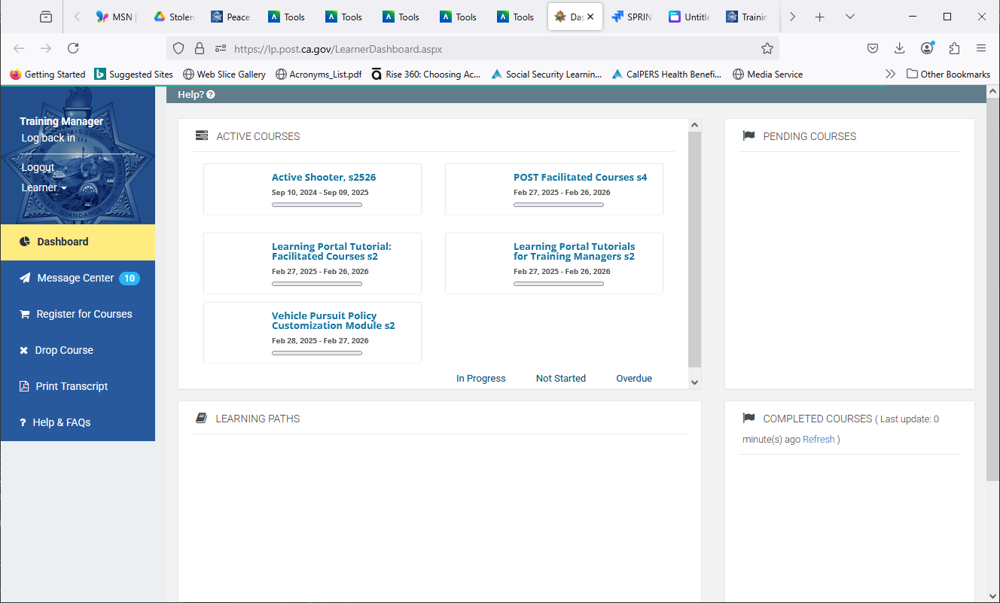 MSN
Stolen
Peace
Tools
Tools
Tools
Tools
Tools
Das
SPRIN
Untitle
Training
https://lp.post.ca.gov/LearnerDashboard.aspx
Getting Started
Suggested Sites
Web Slice Gallery
Acronyms_List.pdf
Rise 360: Choosing Ac...
Social Security Learnin...
CalPERS Health Benefi...
Media Service
Other Bookmarks
Help?
Training Manager
Log back in
Logout
Learner
Dashboard
Message Center 10
Register for Courses
Drop Course
Print Transcript
Help & FAQs
ACTIVE COURSES
Active Shooter, s2526
Sep 10, 2024 - Sep 09, 2025
POST Facilitated Courses s4
Feb 27, 2025 - Feb 26, 2026
Learning Portal Tutorial:
Facilitated Courses s2
Feb 27, 2025 - Feb 26, 2026
Learning Portal Tutorials
for Training Managers s2
Feb 27, 2025 - Feb 26, 2026
Vehicle Pursuit Policy
Customization Module s2
Feb 28, 2025 - Feb 27, 2026
In Progress
Not Started
Overdue
PENDING COURSES
LEARNING PATHS
COMPLETED COURSES ( Last update: 0
minute(s) ago Refresh )